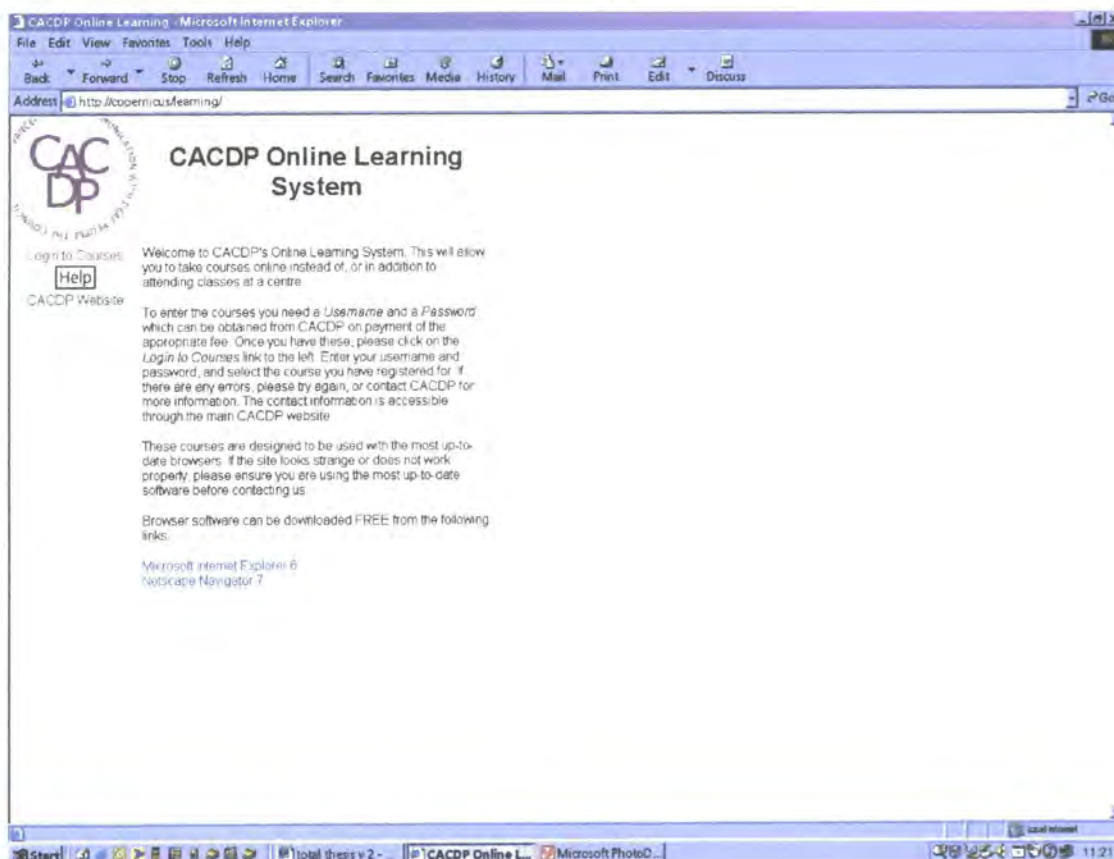 CACDP Online Learning - Microsoft Internet Explorer
File Edit View Favorites Tools Help
Back Forward Stop Refresh Home Search Favorites Media History Mail Print Edit Discuss
Address http://copernicus/learning/ Go
CAC
DP
CACDP Online Learning
System
Login to Courses
Help
CACDP Website
Welcome to CACDP's Online Learning System. This will allow
you to take courses online instead of, or in addition to
attending classes at a centre
To enter the courses you need a Username and a Password
which can be obtained from CACDP on payment of the
appropriate fee. Once you have these, please click on the
Login to Courses link to the left. Enter your username and
password, and select the course you have registered for. If
there are any errors, please try again, or contact CACDP for
more information. The contact information is accessible
through the main CACDP website
These courses are designed to be used with the most up-to-
date browsers. If the site looks strange or does not work
properly, please ensure you are using the most up-to-date
software before contacting us
Browser software can be downloaded FREE from the following
links.
Microsoft Internet Explorer 6
Netscape Navigator 7
Local intranet
Start total thesis v 2 - ... CACDP Online L... Microsoft PhotoD... 11:21